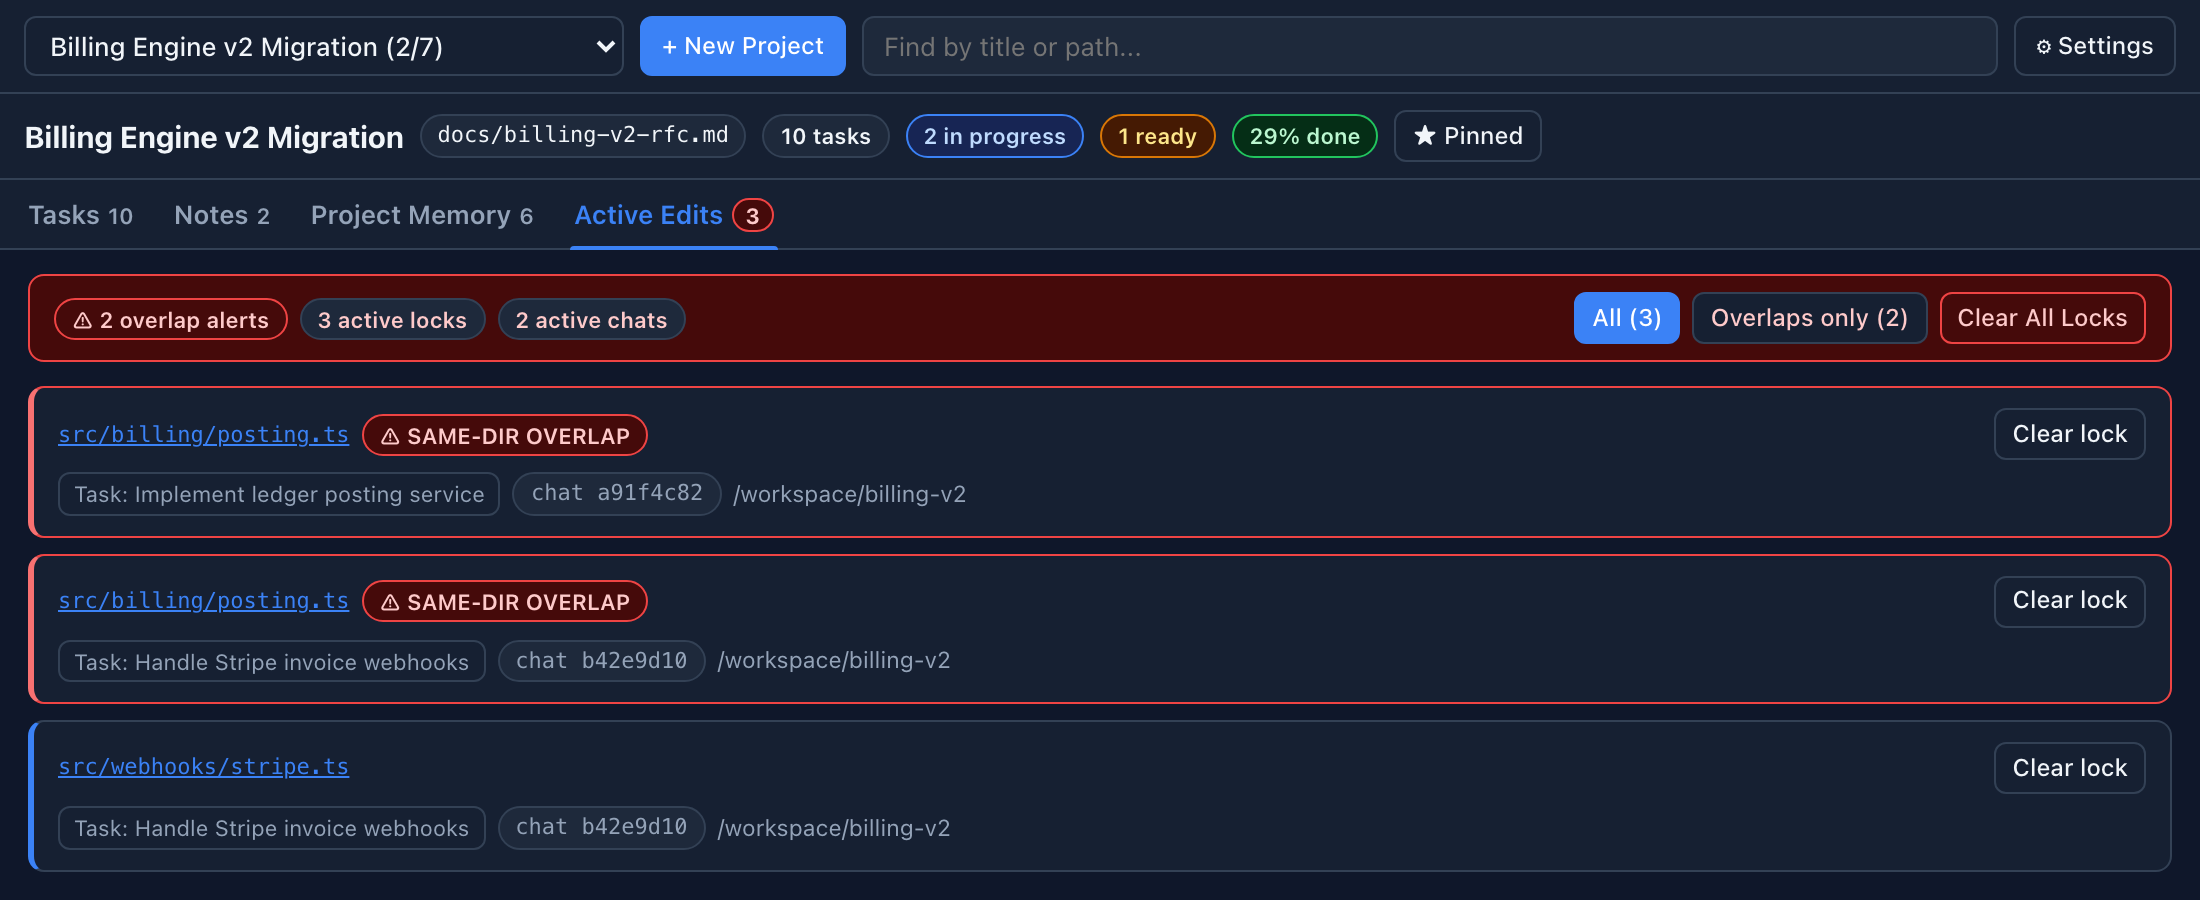 Billing Engine v2 Migration (2/7)
+ New Project
Find by title or path...
⚙ Settings
Billing Engine v2 Migration
docs/billing-v2-rfc.md
10 tasks
2 in progress
1 ready
29% done
★ Pinned
Tasks 10
Notes 2
Project Memory 6
Active Edits 3
⚠ 2 overlap alerts
3 active locks
2 active chats
All (3)
Overlaps only (2)
Clear All Locks
src/billing/posting.ts
⚠ SAME-DIR OVERLAP
Clear lock
Task: Implement ledger posting service
chat a91f4c82
/workspace/billing-v2
src/billing/posting.ts
⚠ SAME-DIR OVERLAP
Clear lock
Task: Handle Stripe invoice webhooks
chat b42e9d10
/workspace/billing-v2
src/webhooks/stripe.ts
Clear lock
Task: Handle Stripe invoice webhooks
chat b42e9d10
/workspace/billing-v2